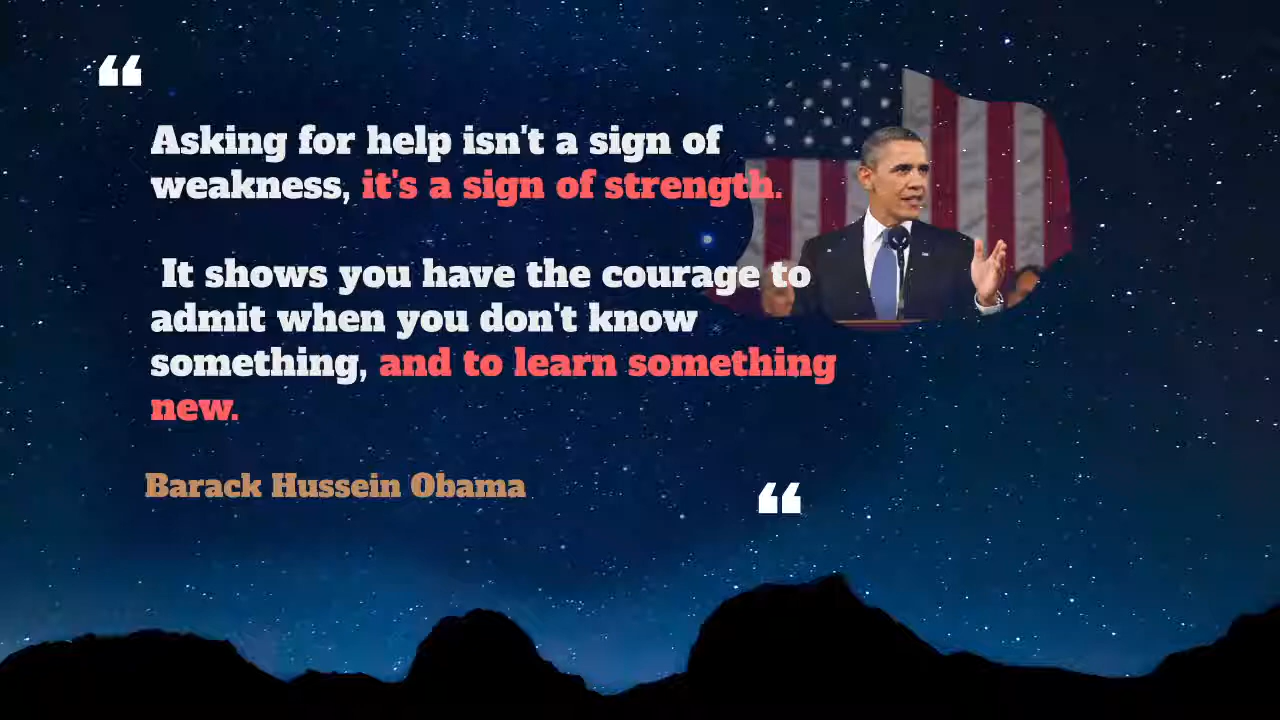 “
Asking for help isn't a sign of
weakness, it's a sign of strength.
It shows you have the courage to
admit when you don't know
something, and to learn something
new.
Barack Hussein Obama
“